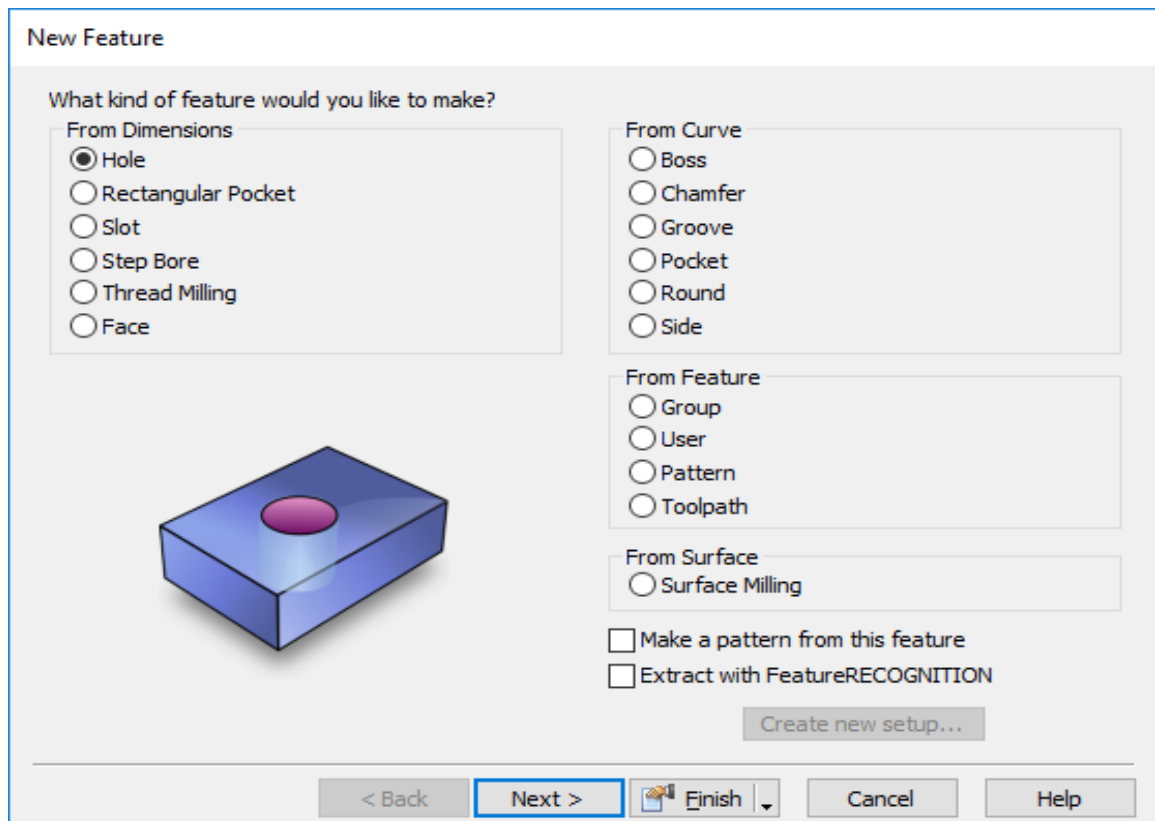 New Feature
What kind of feature would you like to make?
From Dimensions
Hole
Rectangular Pocket
Slot
Step Bore
Thread Milling
Face
From Curve
Boss
Chamfer
Groove
Pocket
Round
Side
From Feature
Group
User
Pattern
Toolpath
From Surface
Surface Milling
Make a pattern from this feature
Extract with FeatureRECOGNITION
Create new setup...
< Back Next > Finish Cancel Help